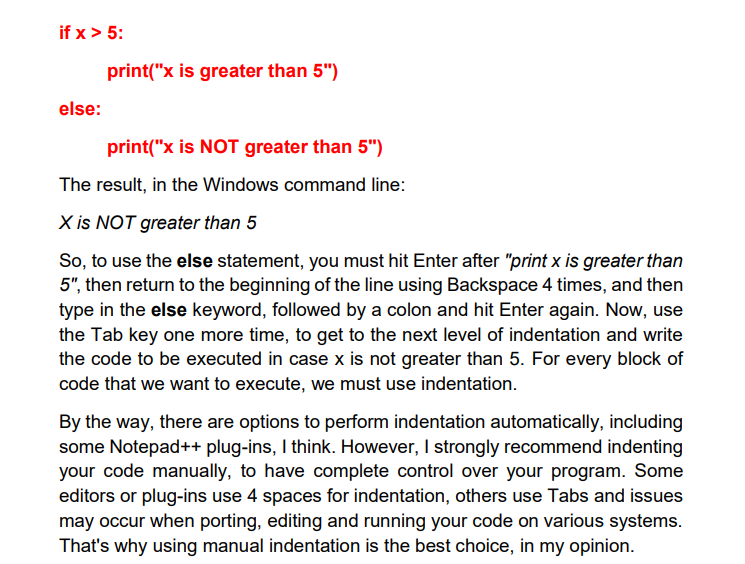 if x > 5:
print("x is greater than 5")
else:
print("x is NOT greater than 5")
The result, in the Windows command line:
X is NOT greater than 5
So, to use the else statement, you must hit Enter after "print x is greater than
5", then return to the beginning of the line using Backspace 4 times, and then
type in the else keyword, followed by a colon and hit Enter again. Now, use
the Tab key one more time, to get to the next level of indentation and write
the code to be executed in case x is not greater than 5. For every block of
code that we want to execute, we must use indentation.
By the way, there are options to perform indentation automatically, including
some Notepad++ plug-ins, I think. However, I strongly recommend indenting
your code manually, to have complete control over your program. Some
editors or plug-ins use 4 spaces for indentation, others use Tabs and issues
may occur when porting, editing and running your code on various systems.
That's why using manual indentation is the best choice, in my opinion.